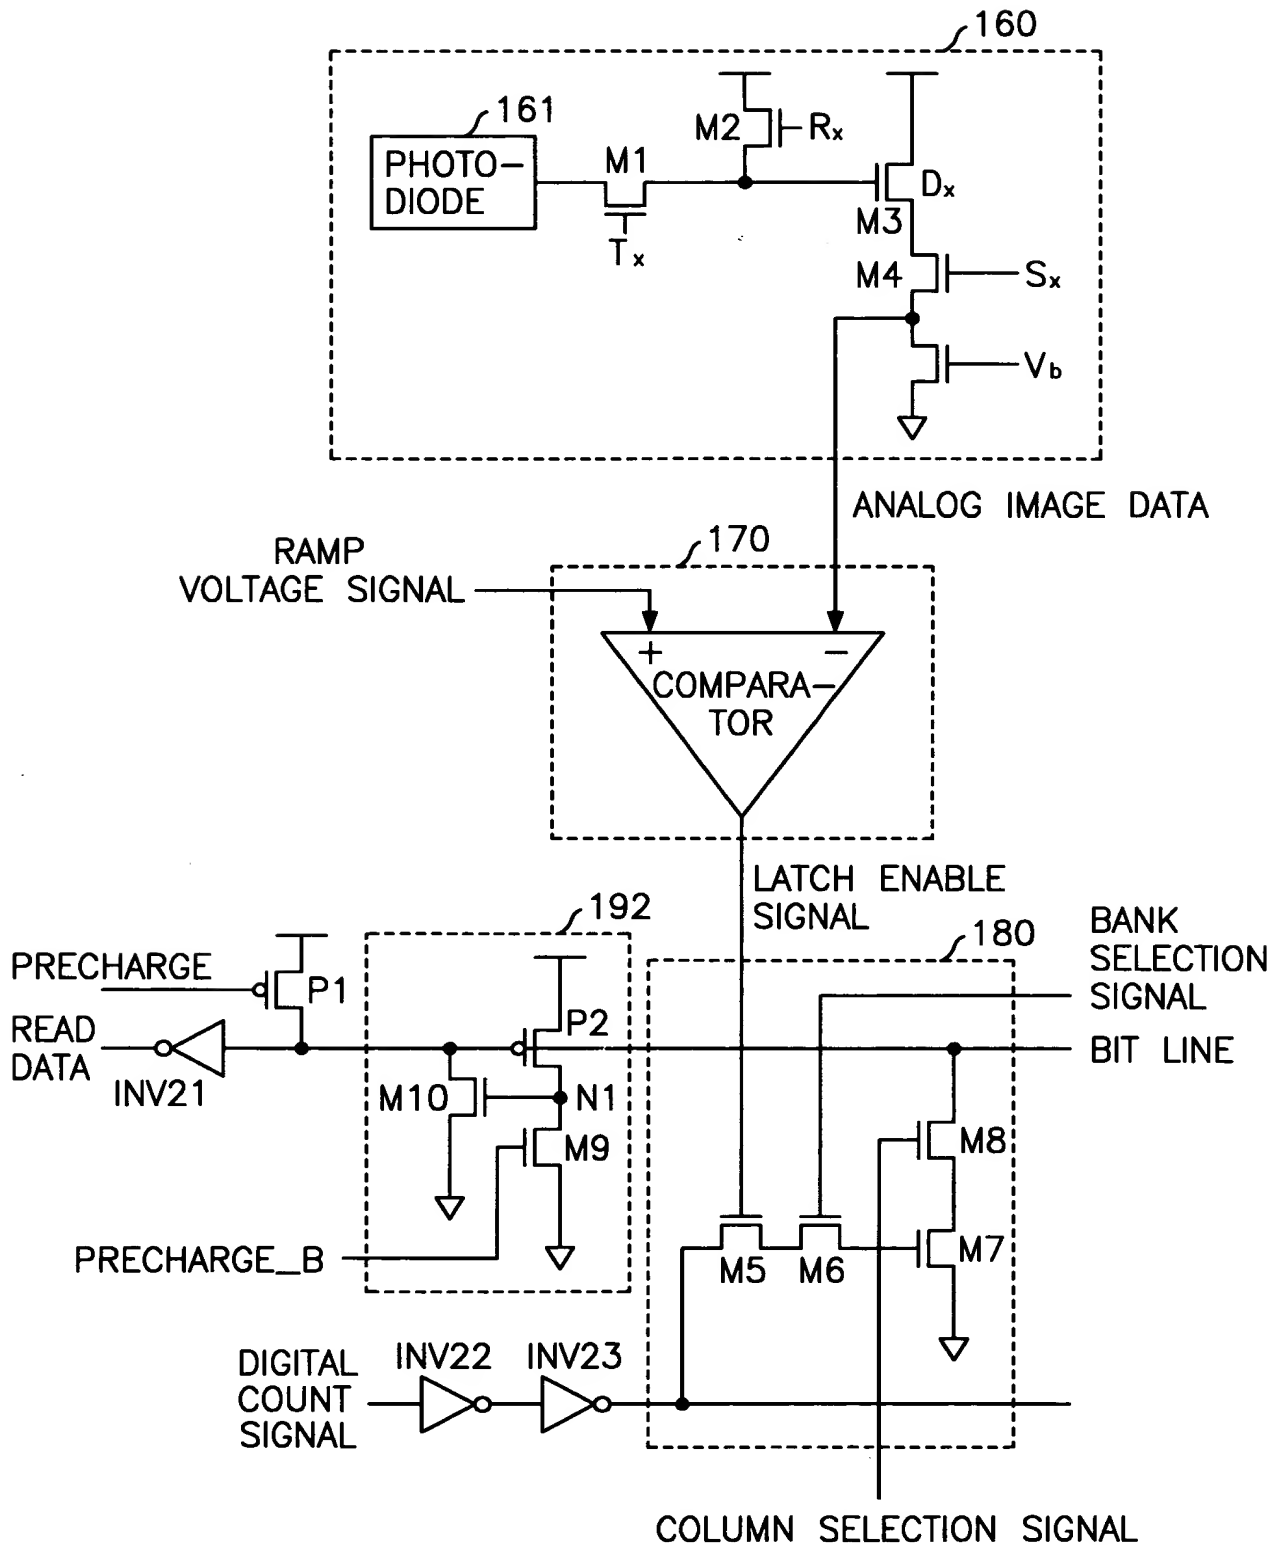 160
161
PHOTO-
DIODE
M1
Tx
M2
Rx
Dx
M3
M4
Sx
Vb
ANALOG IMAGE DATA
RAMP
VOLTAGE SIGNAL
170
+
−
COMPARA-
TOR
LATCH ENABLE
SIGNAL
192
180
BANK
SELECTION
SIGNAL
PRECHARGE
P1
READ
DATA
INV21
P2
BIT LINE
M10
N1
M9
M8
PRECHARGE_B
M5
M6
M7
DIGITAL
COUNT
SIGNAL
INV22
INV23
COLUMN SELECTION SIGNAL